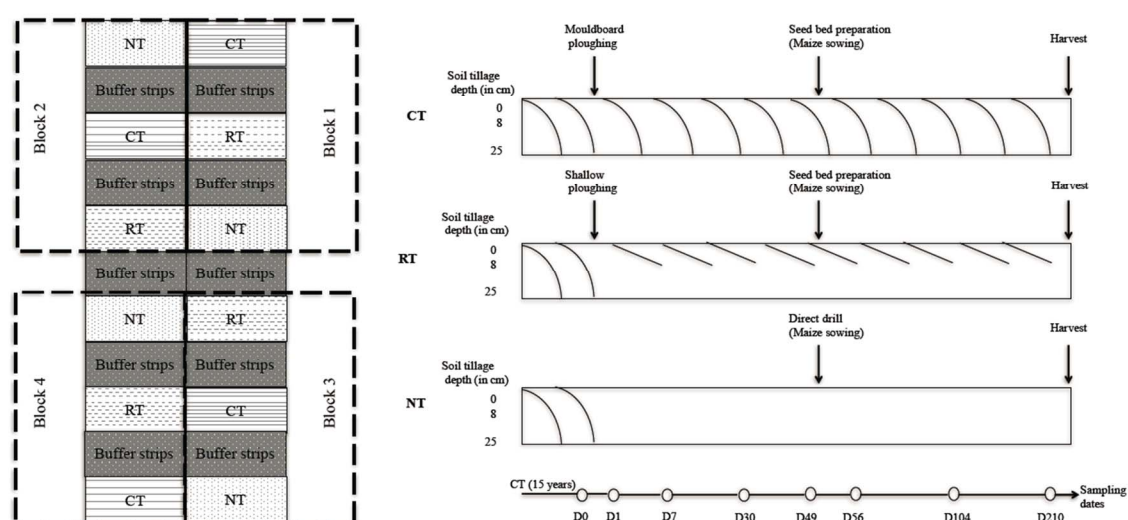 NT CT
Buffer strips Buffer strips
CT RT
Buffer strips Buffer strips
RT NT
Buffer strips Buffer strips
NT RT
Buffer strips Buffer strips
RT CT
Buffer strips Buffer strips
CT NT
Block 2
Block 1
Block 4
Block 3
Mouldboard
ploughing
Seed bed preparation
(Maize sowing)
Harvest
Soil tillage
depth (in cm)
CT
0
8
25
Shallow
ploughing
Seed bed preparation
(Maize sowing)
Harvest
Soil tillage
depth (in cm)
RT
0
8
25
Direct drill
(Maize sowing)
Harvest
Soil tillage
depth (in cm)
NT
0
8
25
CT (15 years)
Sampling
dates
D0 D1 D7 D30 D49 D56 D104 D210